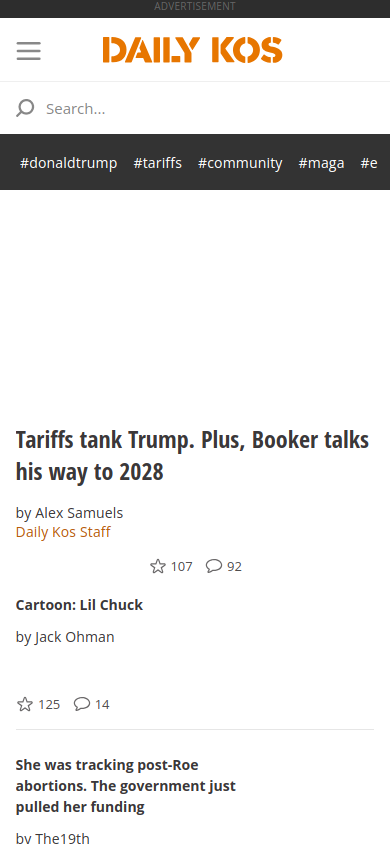 ADVERTISEMENT
DAILY KOS
Search...
#donaldtrump #tariffs #community #maga #e
Tariffs tank Trump. Plus, Booker talks
his way to 2028
by Alex Samuels
Daily Kos Staff
107 92
Cartoon: Lil Chuck
by Jack Ohman
125 14
She was tracking post-Roe
abortions. The government just
pulled her funding
by The19th